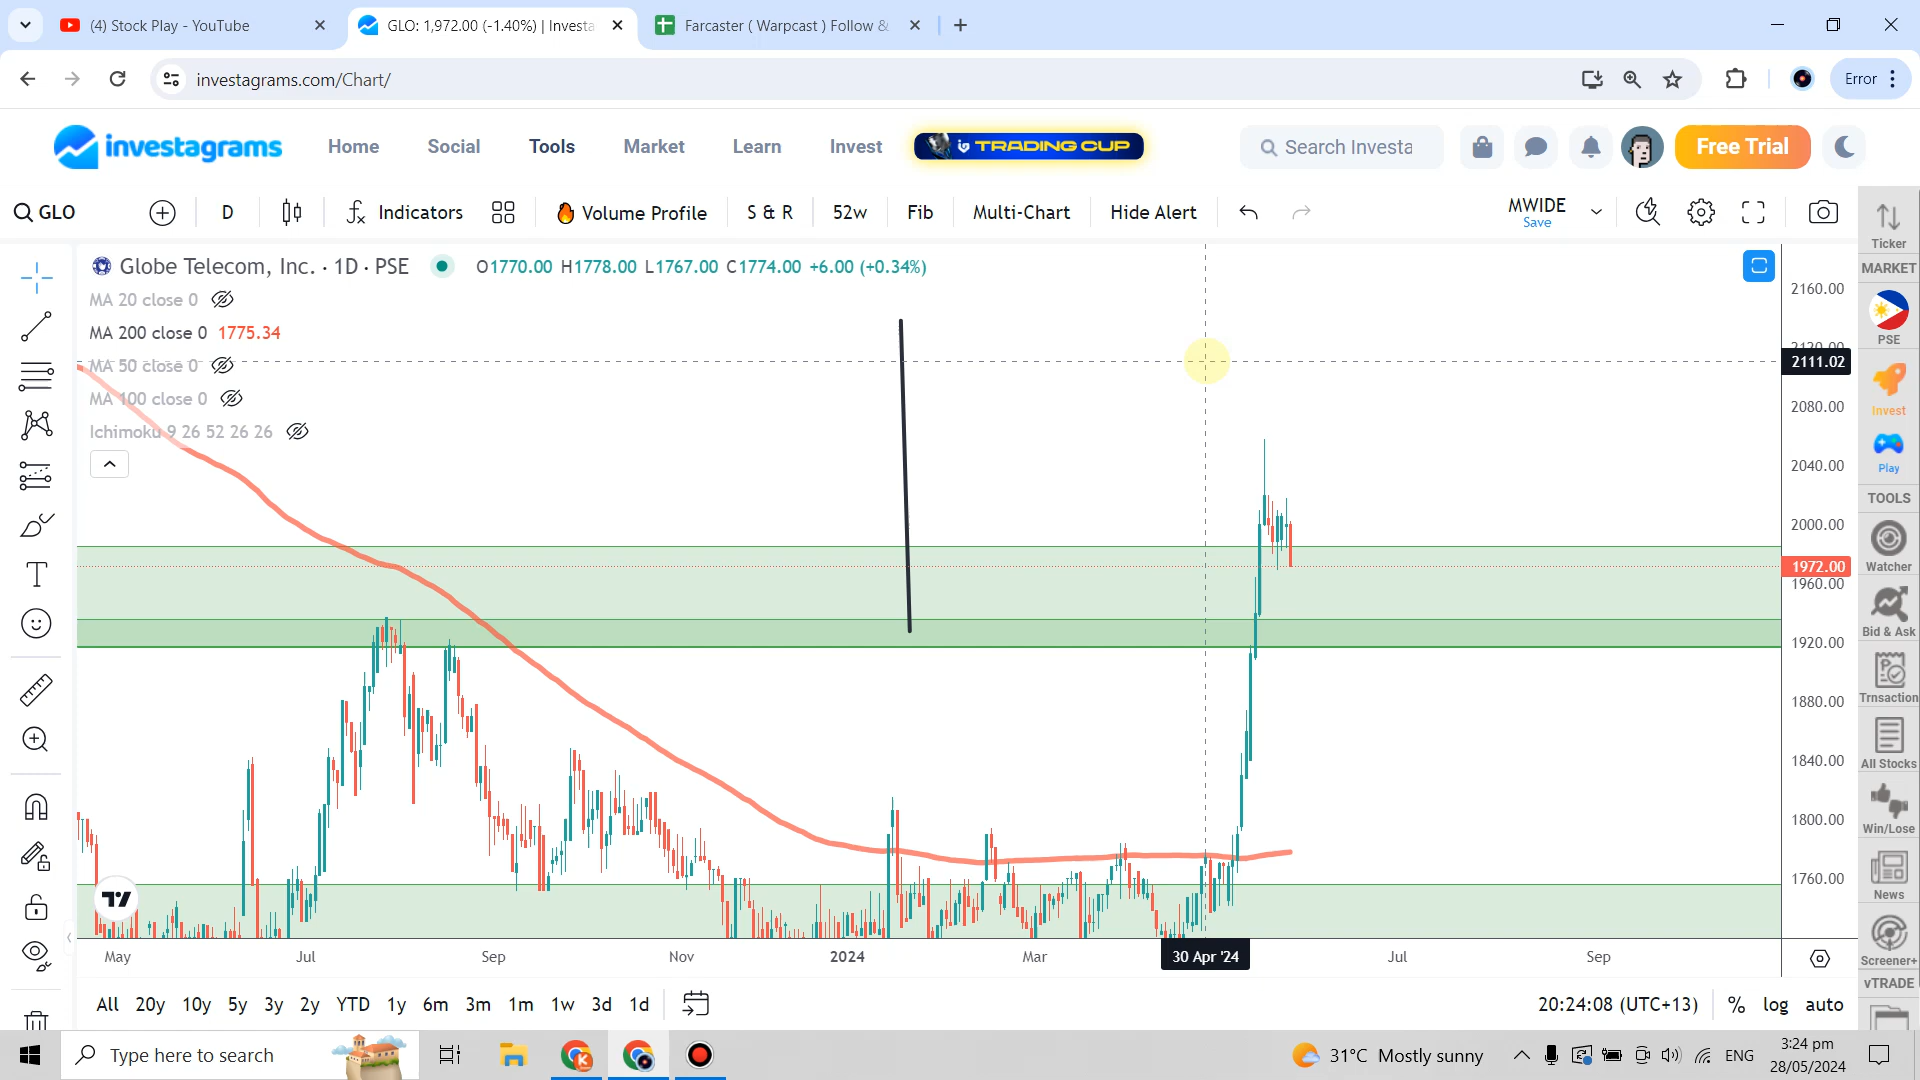 (4) Stock Play - YouTube
GLO: 1,972.00 (-1.40%) | Investa
Farcaster ( Warpcast ) Follow &
investagrams.com/Chart/
Error
investagrams
Home
Social
Tools
Market
Learn
Invest
TRADING CUP
Search Investa
Free Trial
GLO
D
Indicators
Volume Profile
S & R
52w
Fib
Multi-Chart
Hide Alert
MWIDE
Save
Ticker
MARKET
PSE
Invest
Play
TOOLS
Watcher
Bid & Ask
Trnsaction
All Stocks
Win/Lose
News
Screener+
vTRADE
Globe Telecom, Inc. · 1D · PSE
O1770.00 H1778.00 L1767.00 C1774.00 +6.00 (+0.34%)
MA 20 close 0
MA 200 close 0 1775.34
MA 50 close 0
MA 100 close 0
Ichimoku 9 26 52 26 26
2160.00
2120.00
2111.02
2080.00
2040.00
2000.00
1972.00
1960.00
1920.00
1880.00
1840.00
1800.00
1760.00
May
Jul
Sep
Nov
2024
Mar
30 Apr '24
Jul
Sep
All 20y 10y 5y 3y 2y YTD 1y 6m 3m 1m 1w 3d 1d
20:24:08 (UTC+13)
%
log
auto
Type here to search
31°C Mostly sunny
ENG
3:24 pm
28/05/2024